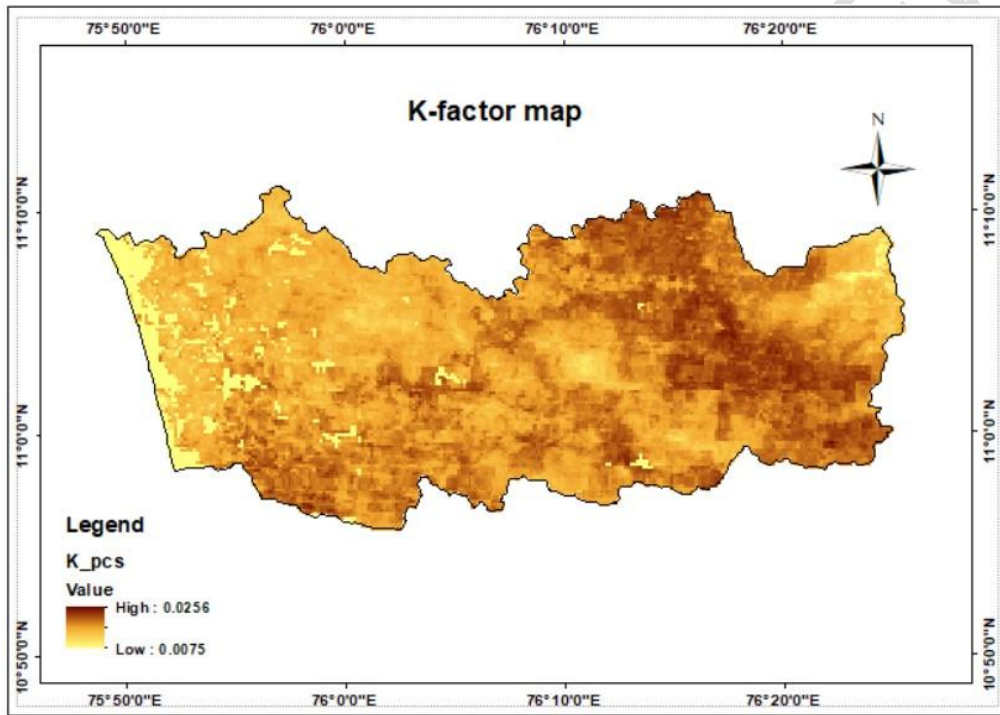 75°50'0"E 76°0'0"E 76°10'0"E 76°20'0"E
K-factor map
N
11°10'0"N 11°10'0"N
11°0'0"N 11°0'0"N
Legend
K_pcs
Value
High : 0.0256
Low : 0.0075
10°50'0"N 10°50'0"N
75°50'0"E 76°0'0"E 76°10'0"E 76°20'0"E